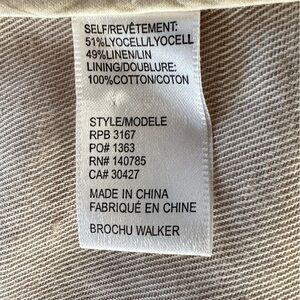 SELF/REVÊTEMENT:
51%LYOCELL/LYOCELL
49%LINEN/LIN
LINING/DOUBLURE:
100%COTTON/COTON
STYLE/MODELE
RPB 3167
PO# 1363
RN# 140785
CA# 30427
MADE IN CHINA
FABRIQUÉ EN CHINE
BROCHU WALKER